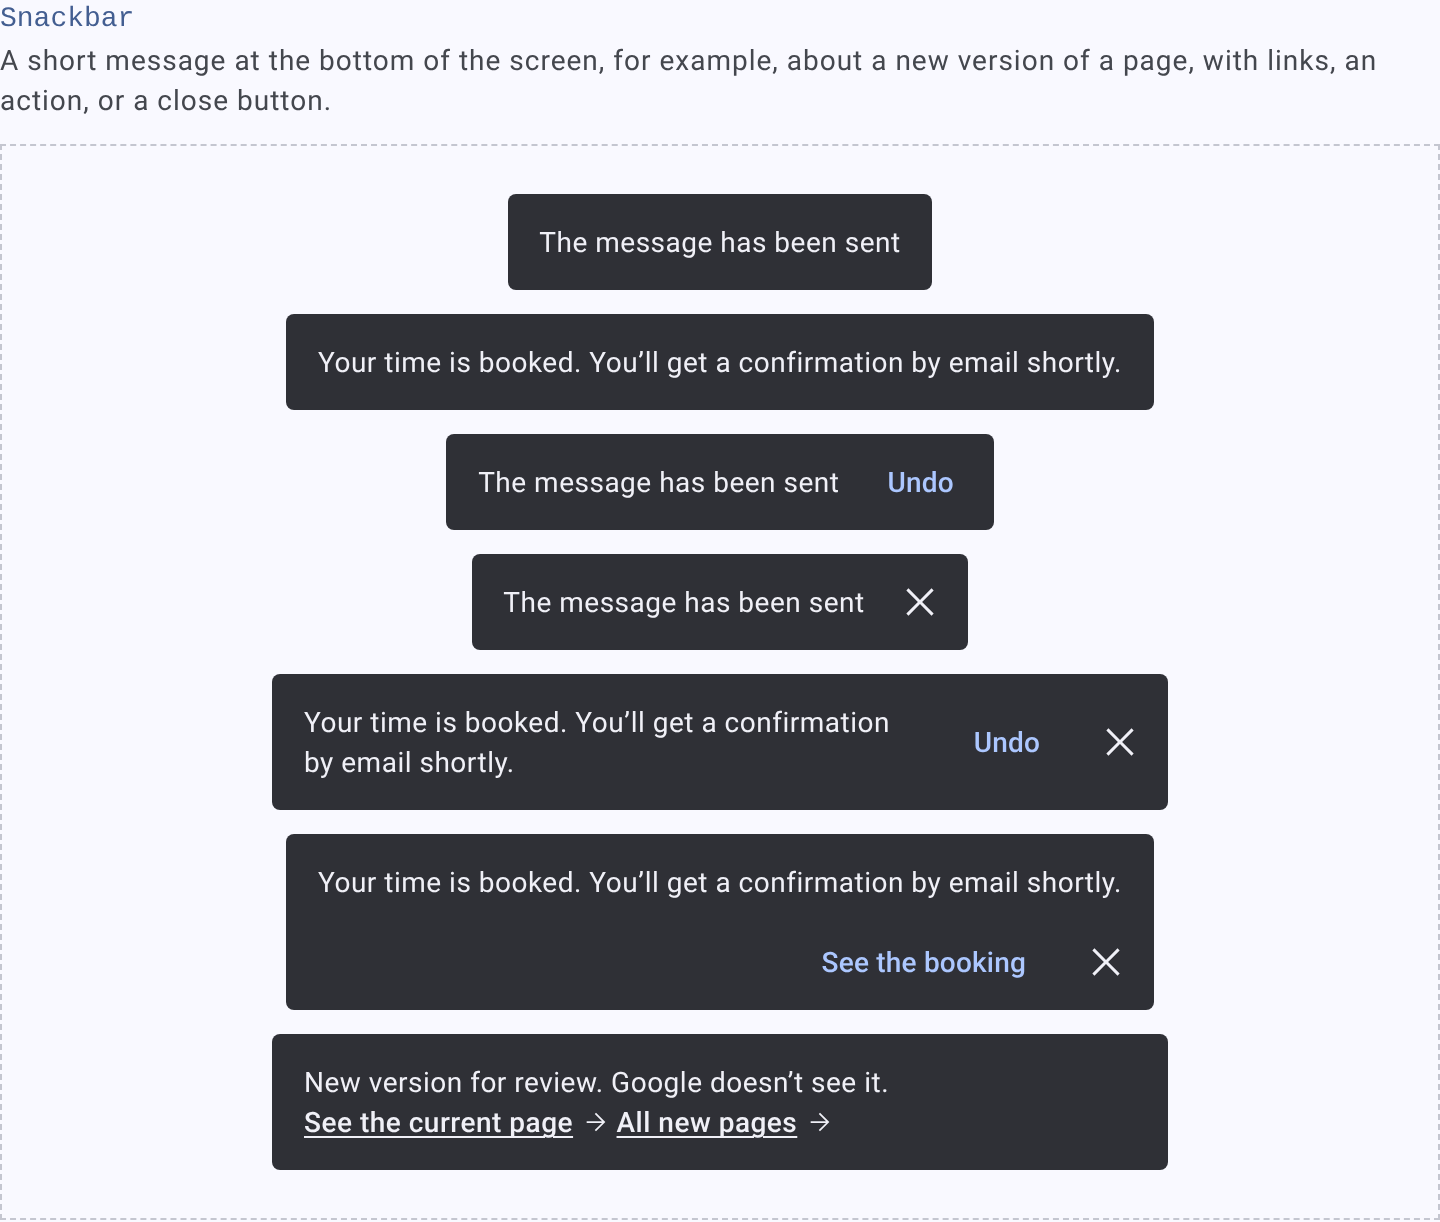 Snackbar
A short message at the bottom of the screen, for example, about a new version of a page, with links, an
action, or a close button.
The message has been sent
Your time is booked. You’ll get a confirmation by email shortly.
The message has been sent Undo
The message has been sent
Your time is booked. You’ll get a confirmation
by email shortly.
Undo
Your time is booked. You’ll get a confirmation by email shortly.
See the booking
New version for review. Google doesn’t see it.
See the current page → All new pages →